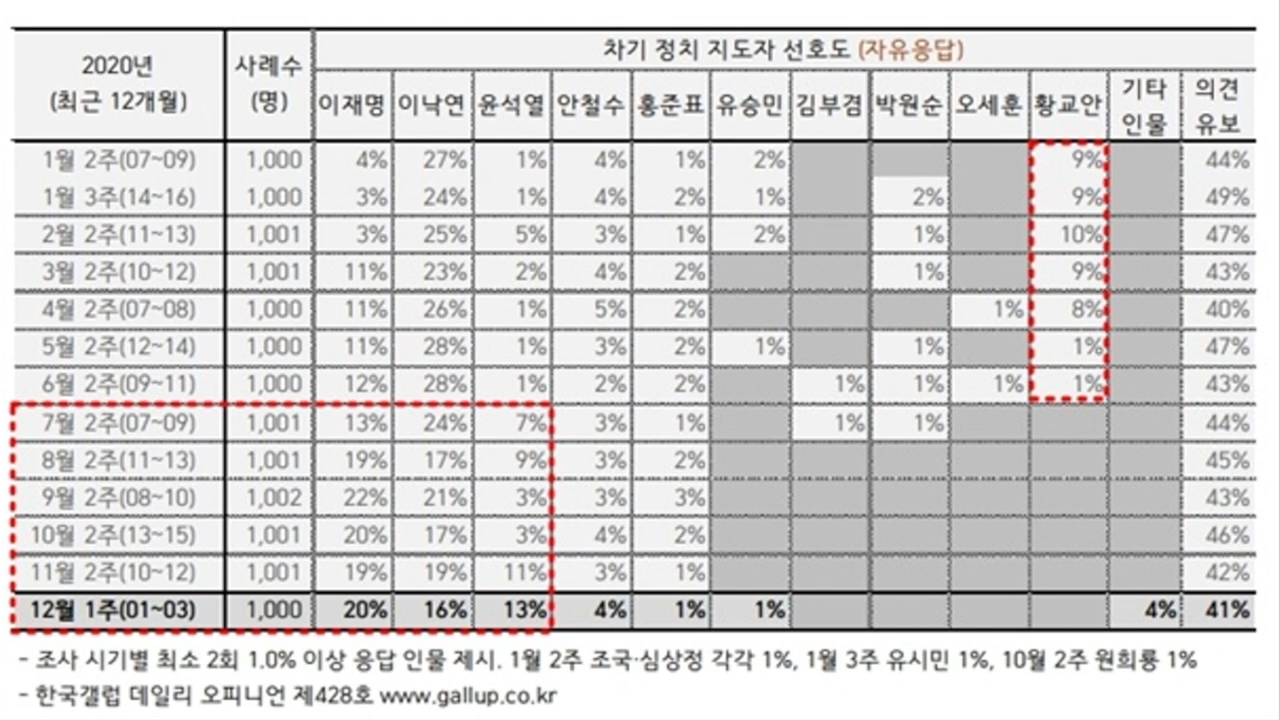 2020년
(최근 12개월)
사례수
(명)
차기 정치 지도자 선호도 (자유응답)
이재명 이낙연 윤석열 안철수 홍준표 유승민 김부겸 박원순 오세훈 황교안 기타 인물 의견 유보
1월 2주(07~09) 1,000 4% 27% 1% 4% 1% 2% 9% 44%
1월 3주(14~16) 1,000 3% 24% 1% 4% 2% 1% 2% 9% 49%
2월 2주(11~13) 1,001 3% 25% 5% 3% 1% 2% 1% 10% 47%
3월 2주(10~12) 1,001 11% 23% 2% 4% 2% 1% 9% 43%
4월 2주(07~08) 1,000 11% 26% 1% 5% 2% 1% 8% 40%
5월 2주(12~14) 1,000 11% 28% 1% 3% 2% 1% 1% 1% 47%
6월 2주(09~11) 1,000 12% 28% 1% 2% 2% 1% 1% 1% 1% 43%
7월 2주(07~09) 1,001 13% 24% 7% 3% 1% 1% 1% 44%
8월 2주(11~13) 1,001 19% 17% 9% 3% 2% 45%
9월 2주(08~10) 1,002 22% 21% 3% 3% 3% 43%
10월 2주(13~15) 1,001 20% 17% 3% 4% 2% 46%
11월 2주(10~12) 1,001 19% 19% 11% 3% 1% 42%
12월 1주(01~03) 1,000 20% 16% 13% 4% 1% 1% 4% 41%
- 조사 시기별 최소 2회 1.0% 이상 응답 인물 제시. 1월 2주 조국·심상정 각각 1%, 1월 3주 유시민 1%, 10월 2주 원희룡 1%
- 한국갤럽 데일리 오피니언 제428호 www.gallup.co.kr